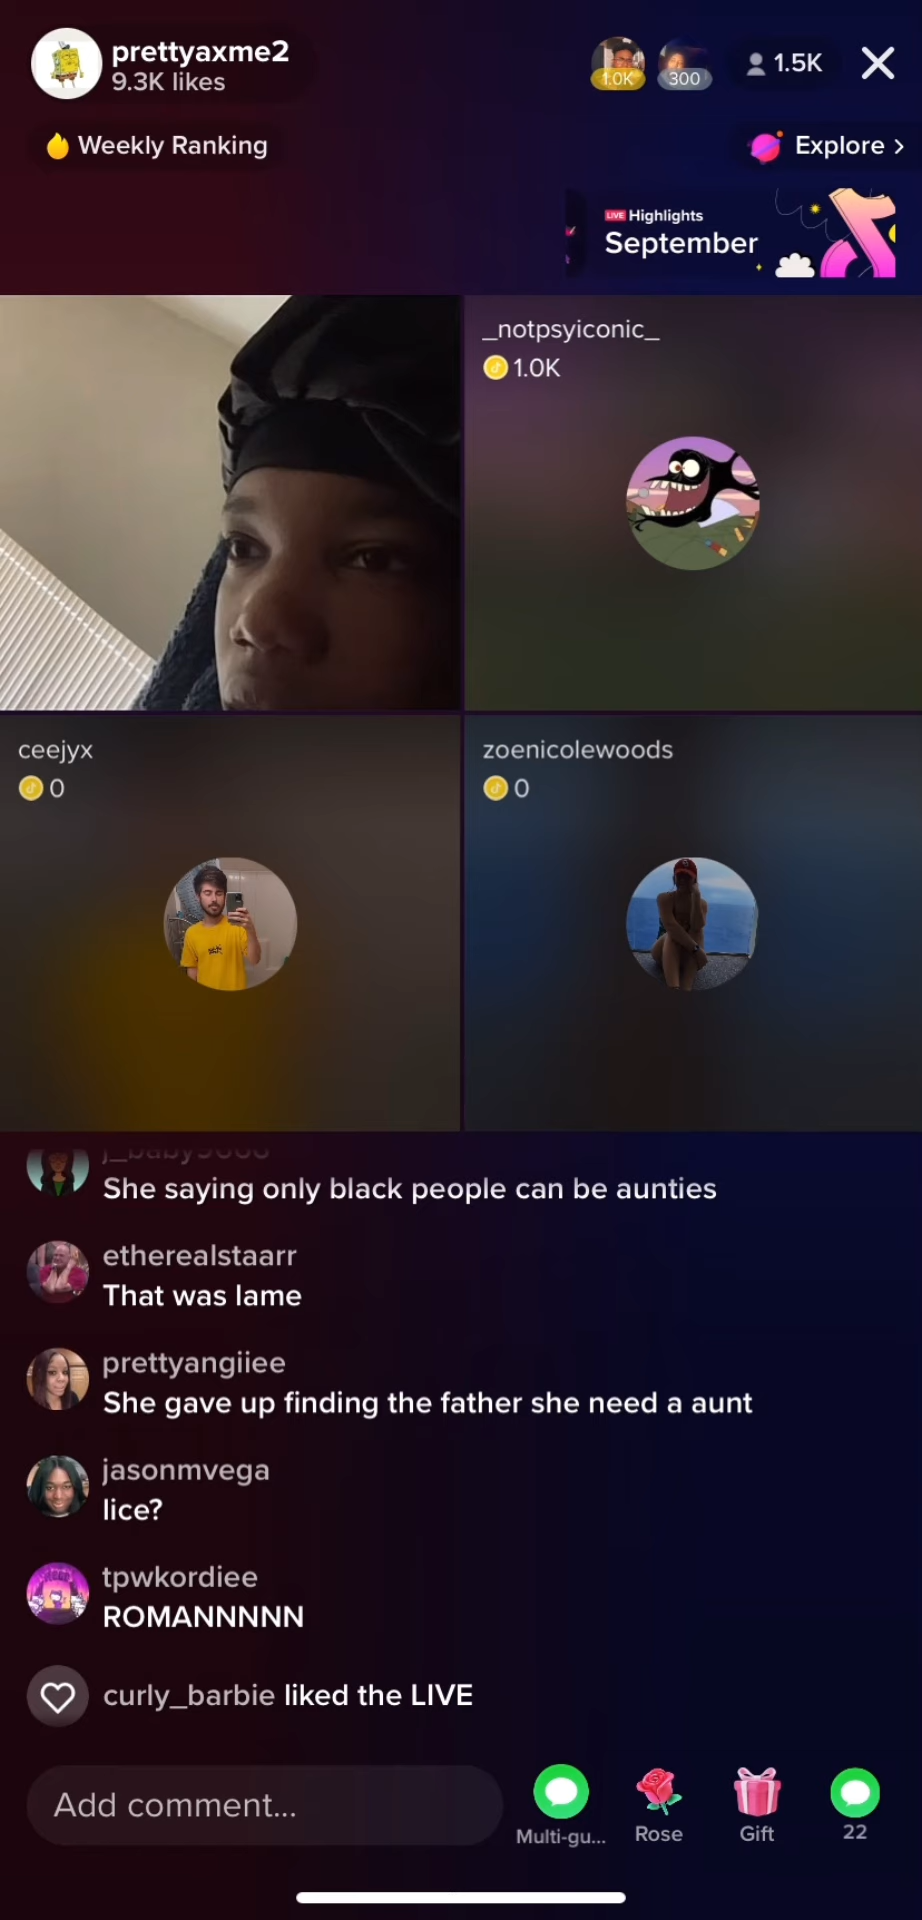 prettyaxme2
9.3K likes
1.0K
300
1.5K
Weekly Ranking
Explore >
LIVE Highlights
September
_notpsyiconic_
1.0K
ceejyx
0
zoenicolewoods
0
She saying only black people can be aunties
etherealstaarr
That was lame
prettyangiiee
She gave up finding the father she need a aunt
jasonmvega
lice?
tpwkordiee
ROMANNNNN
curly_barbie liked the LIVE
Add comment...
Multi-gu...
Rose
Gift
22